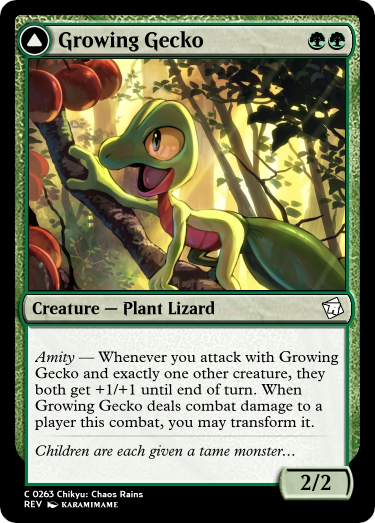 Growing Gecko
Creature — Plant Lizard
Amity — Whenever you attack with Growing
Gecko and exactly one other creature, they
both get +1/+1 until end of turn. When
Growing Gecko deals combat damage to a
player this combat, you may transform it.
Children are each given a tame monster...
2/2
C 0263 Chikyu: Chaos Rains
REV KARAMIMAME